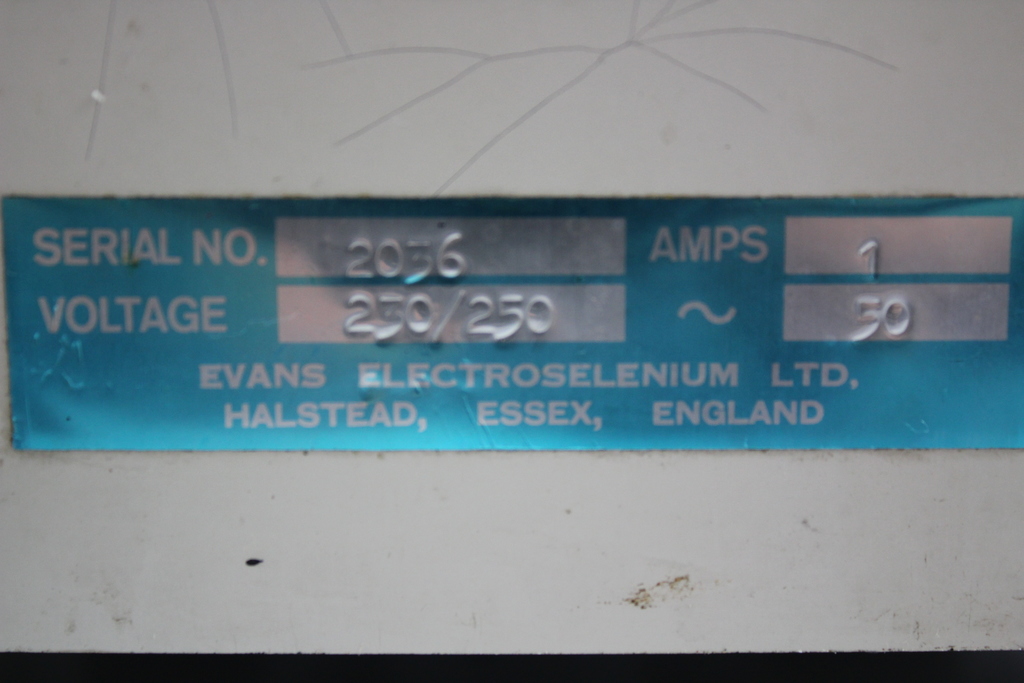 SERIAL NO. 2036 AMPS 1
VOLTAGE 230/250 ~ 50
EVANS ELECTROSELENIUM LTD,
HALSTEAD, ESSEX, ENGLAND